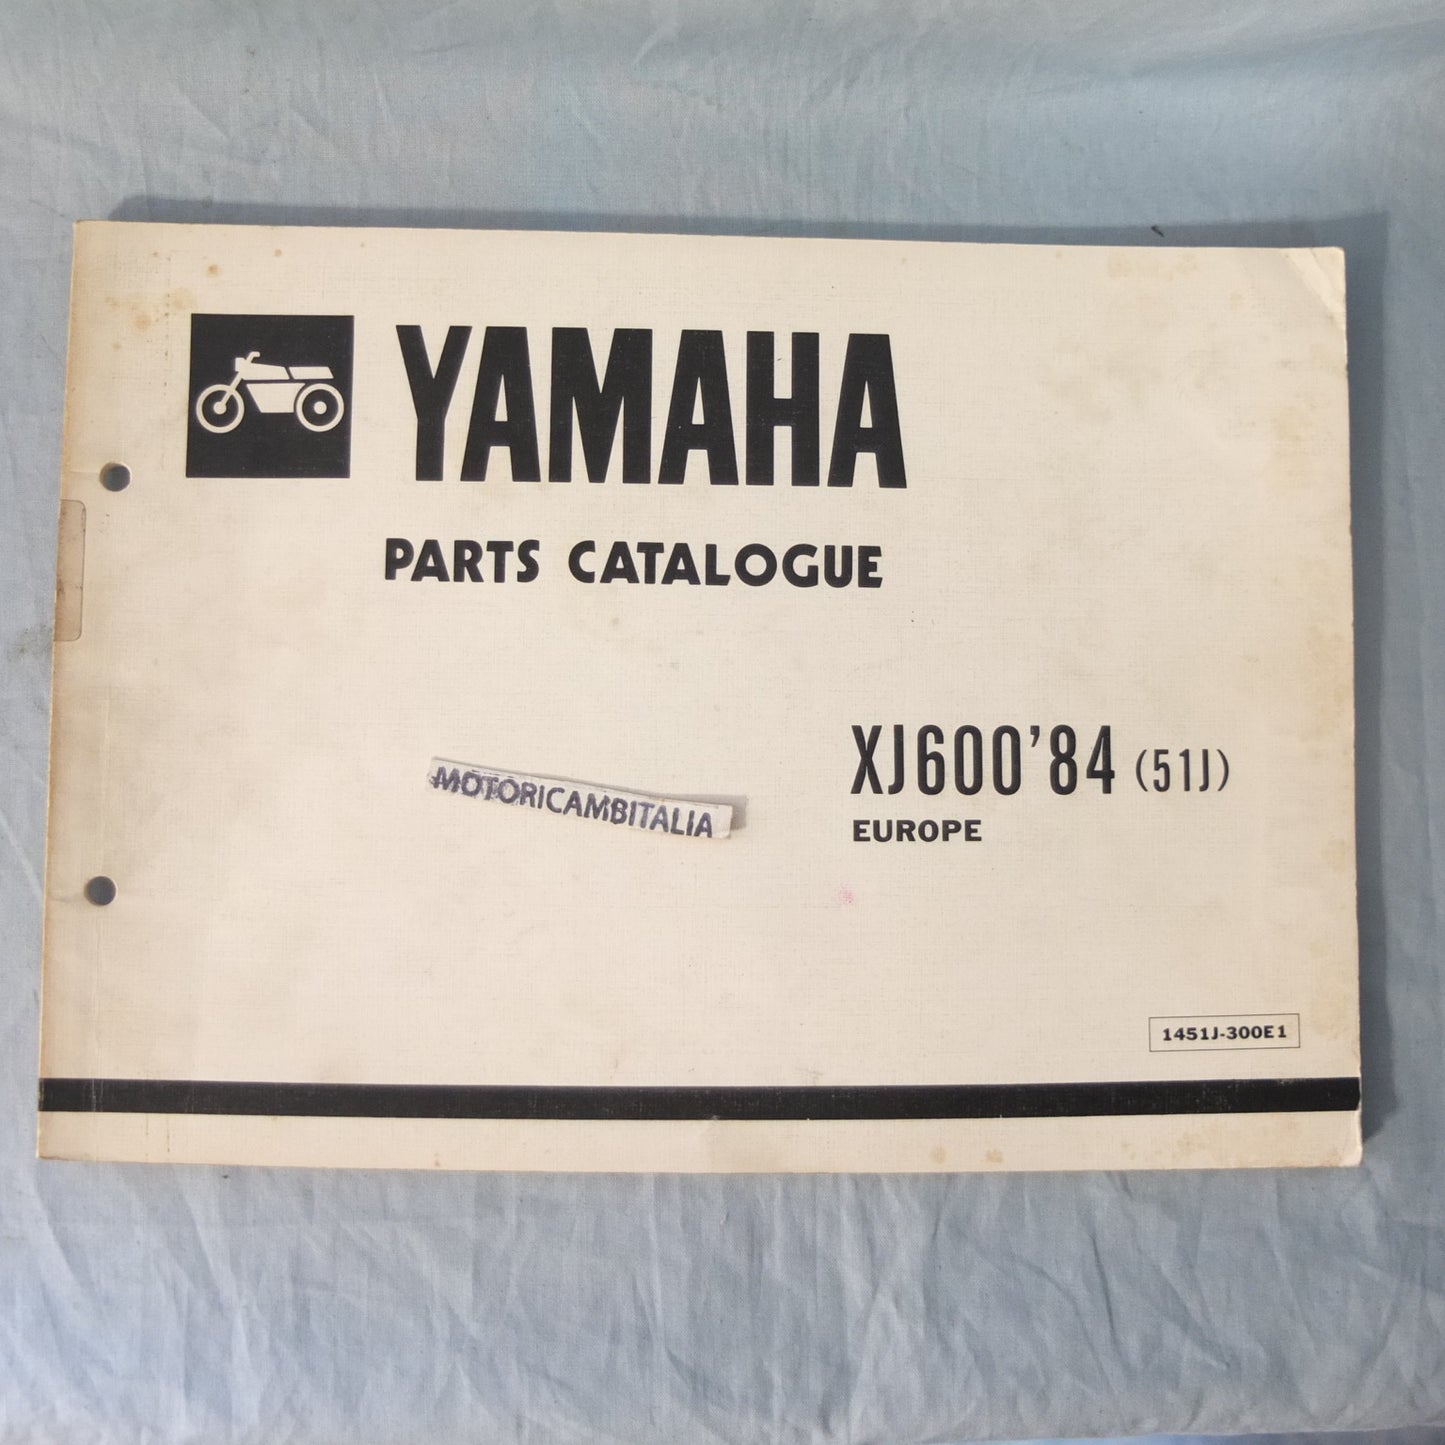 YAMAHA
PARTS CATALOGUE
XJ600'84 (51J)
EUROPE
MOTORICAMBITALIA
1451J-300E1